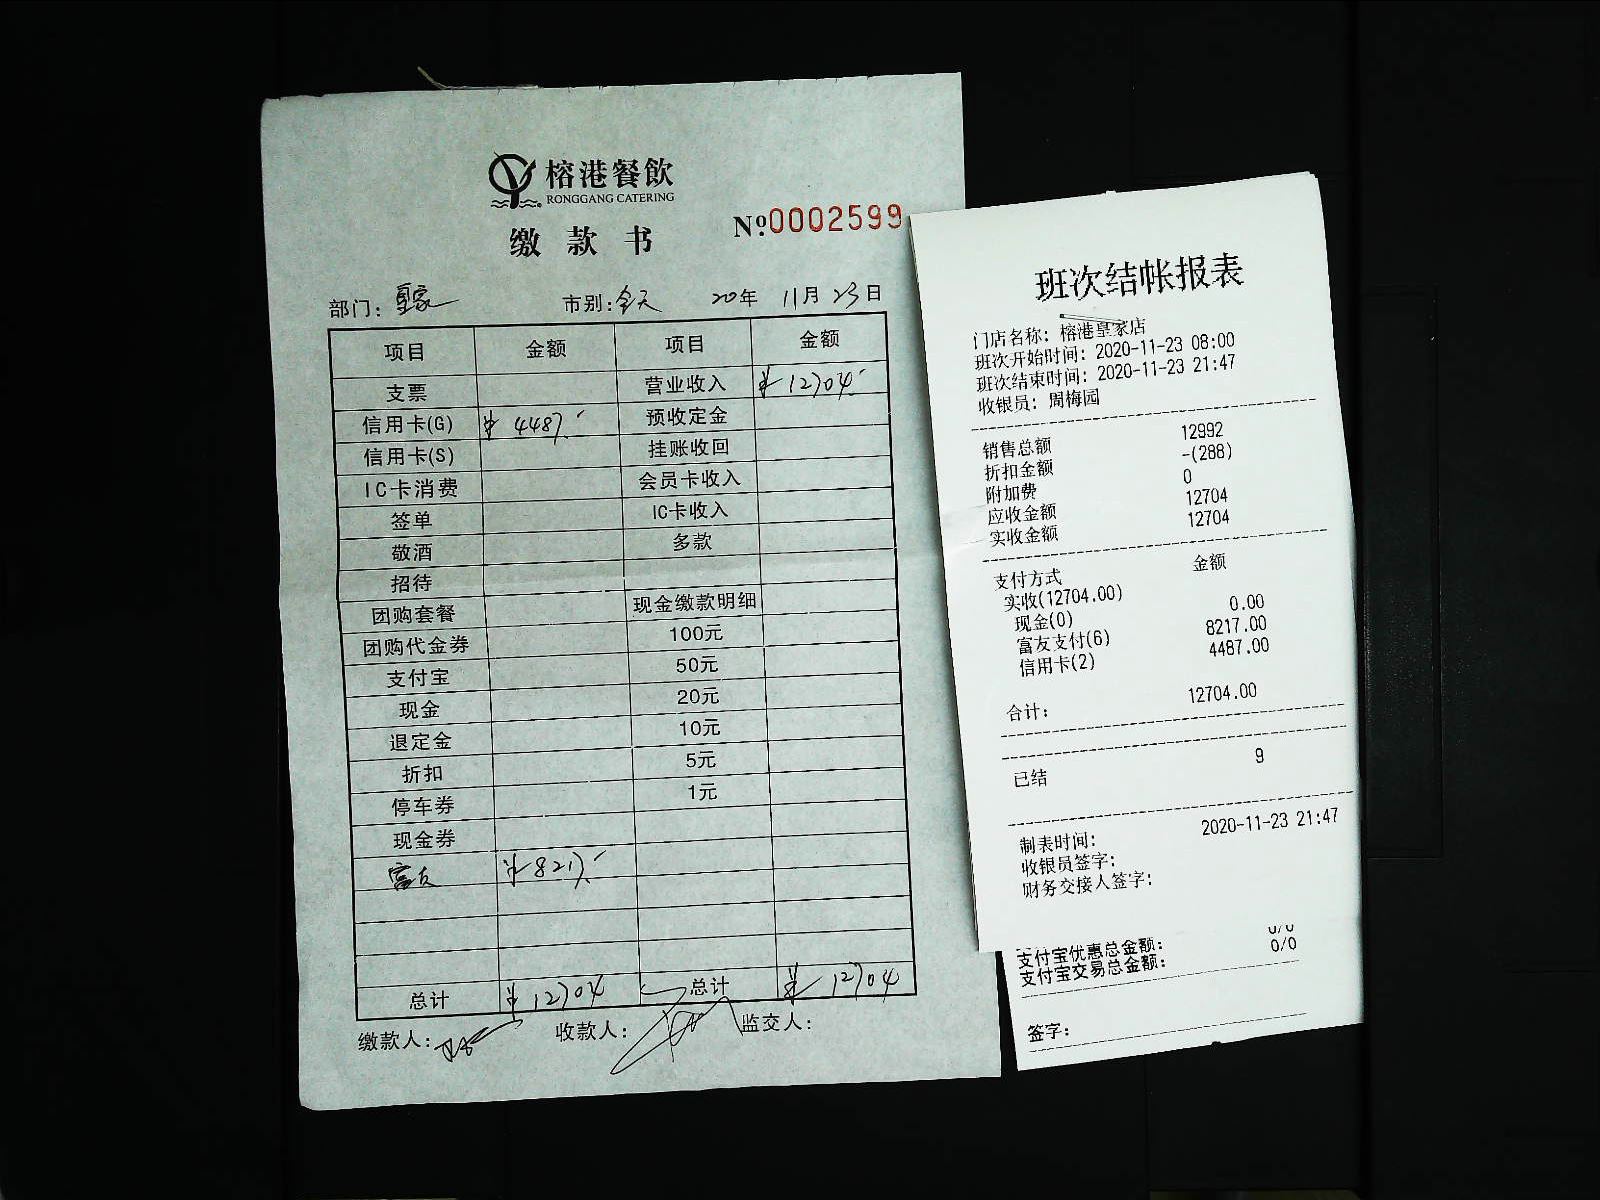 榕港餐飲
RONGGANG CATERING
缴款书
№0002599
部门：皇家 市别：全天 20年 11月 23日
项目 金额 项目 金额
支票 营业收入 ¥12704.
信用卡(G) ¥4487. 预收定金
信用卡(S) 挂账收回
IC卡消费 会员卡收入
签单 IC卡收入
敬酒 多款
招待
团购套餐 现金缴款明细
团购代金券 100元
支付宝 50元
现金 20元
退定金 10元
折扣 5元
停车券 1元
现金券
富友 ¥8217.
总计 ¥12704 总计 ¥12704
缴款人： 收款人： 监交人：
班次结帐报表
门店名称：榕港皇家店
班次开始时间：2020-11-23 08:00
班次结束时间：2020-11-23 21:47
收银员：周梅园
销售总额 12992
折扣金额 -(288)
附加费 0
应收金额 12704
实收金额 12704
支付方式 金额
实收(12704.00)
现金(0) 0.00
富友支付(6) 8217.00
信用卡(2) 4487.00
合计： 12704.00
已结 9
制表时间： 2020-11-23 21:47
收银员签字：
财务交接人签字：
支付宝优惠总金额： 0/0
支付宝交易总金额： 0/0
签字：